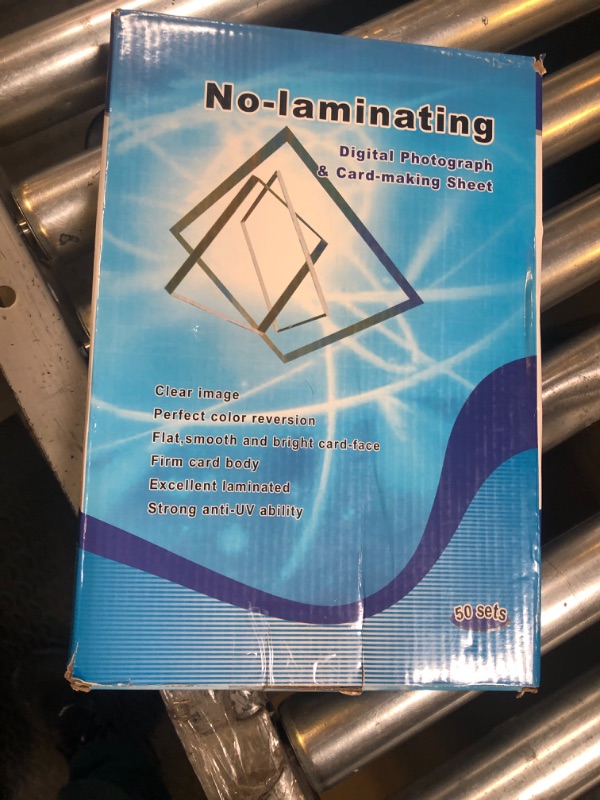 No-laminating
Digital Photograph
& Card-making Sheet
Clear image
Perfect color reversion
Flat,smooth and bright card-face
Firm card body
Excellent laminated
Strong anti-UV ability
50 sets